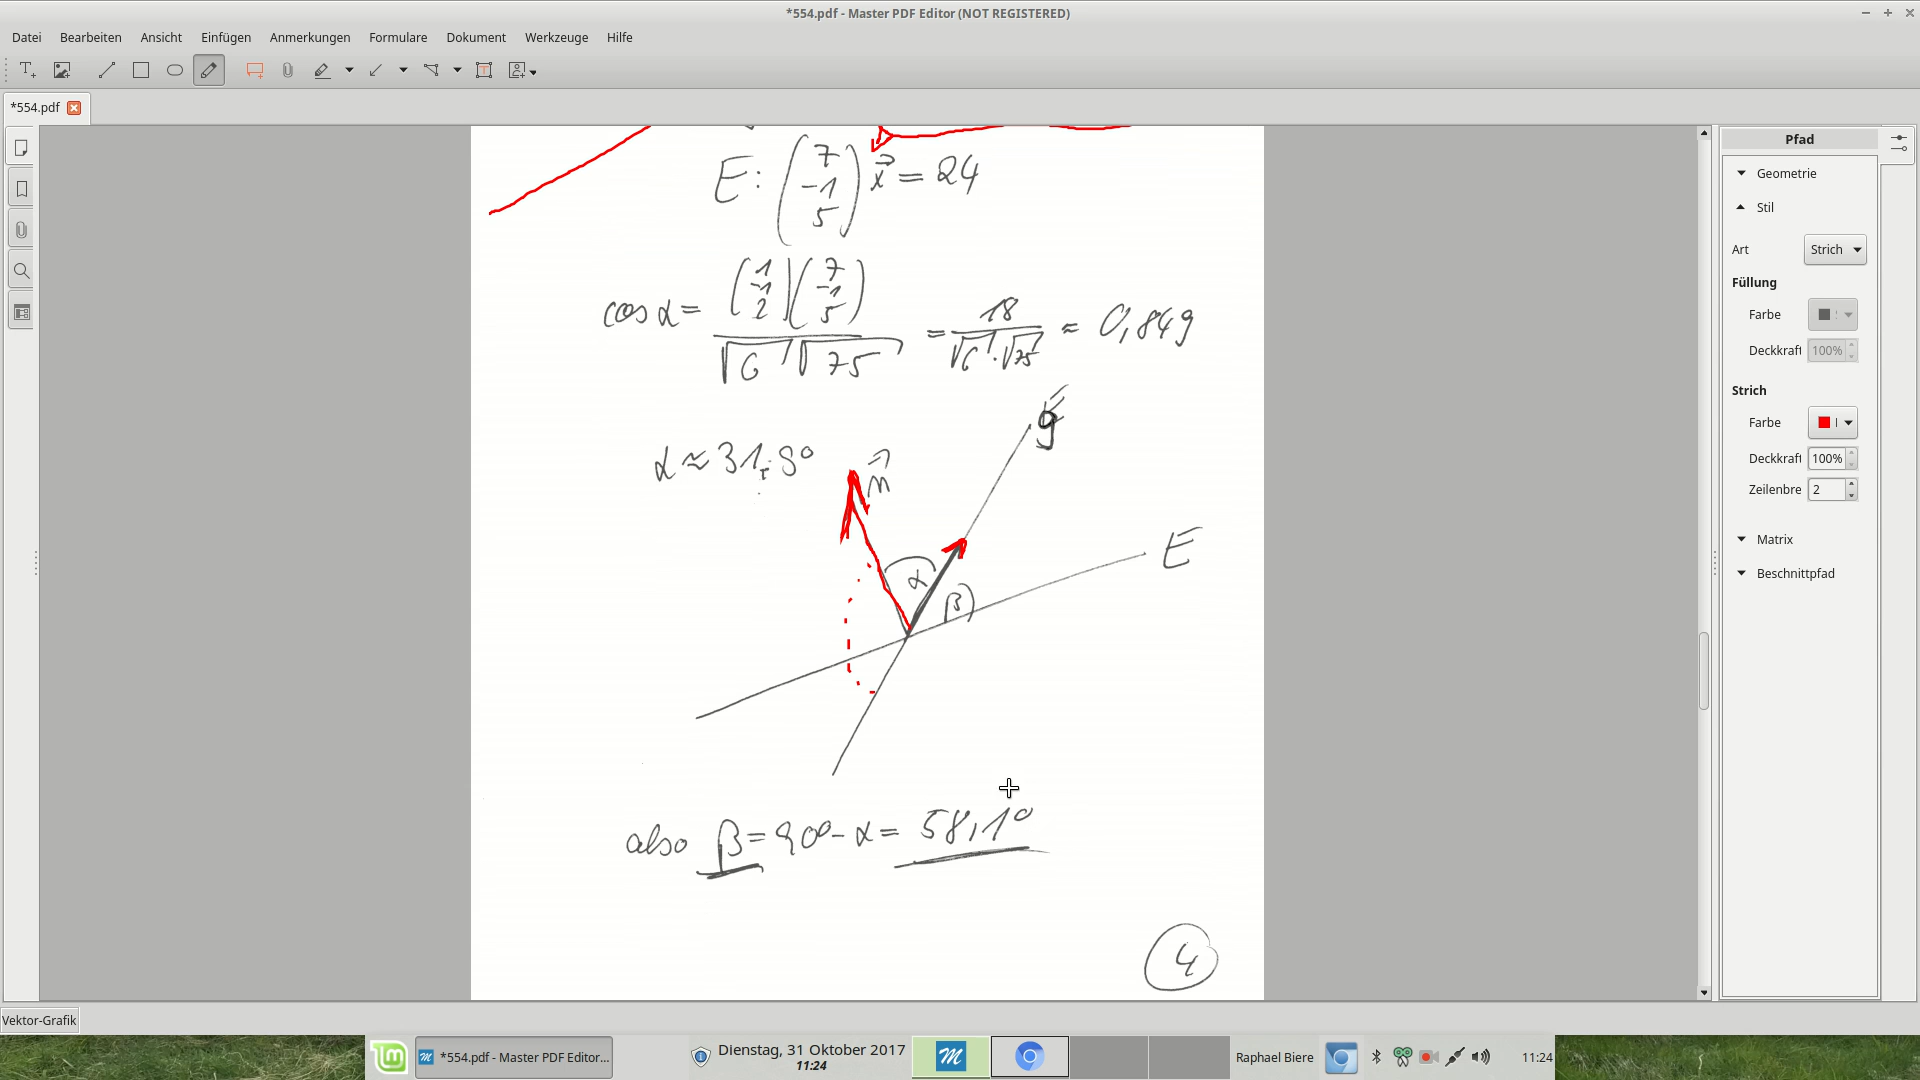 *554.pdf - Master PDF Editor (NOT REGISTERED)
Datei Bearbeiten Ansicht Einfügen Anmerkungen Formulare Dokument Werkzeuge Hilfe
*554.pdf
Pfad
Geometrie
Stil
Art Strich
Füllung
Farbe
Deckkraft 100%
Strich
Farbe
Deckkraft 100%
Zeilenbre 2
Matrix
Beschnittpfad
E: (7 -1 5) x⃗ = 24
cos α = (1 -1 2)(7 -1 5) / √6 √75 = 18 / √6 · √75 ≈ 0,849
α ≈ 31,9°
n⃗
g
E
α
β
also β = 90° - α = 58,1°
4
Vektor-Grafik
*554.pdf - Master PDF Editor...
Dienstag, 31 Oktober 2017
11:24
Raphael Biere
11:24